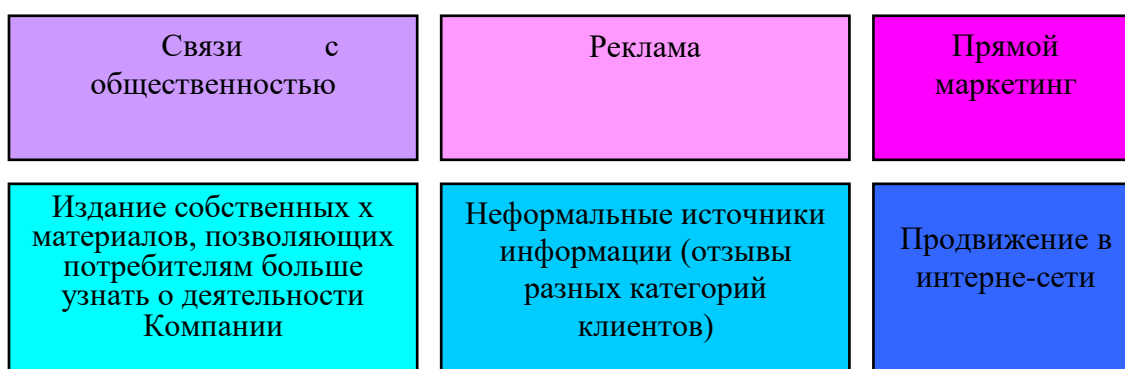 Связи с
общественностью
Реклама
Прямой
маркетинг
Издание собственных х
материалов, позволяющих
потребителям больше
узнать о деятельности
Компании
Неформальные источники
информации (отзывы
разных категорий
клиентов)
Продвижение в
интерне-сети